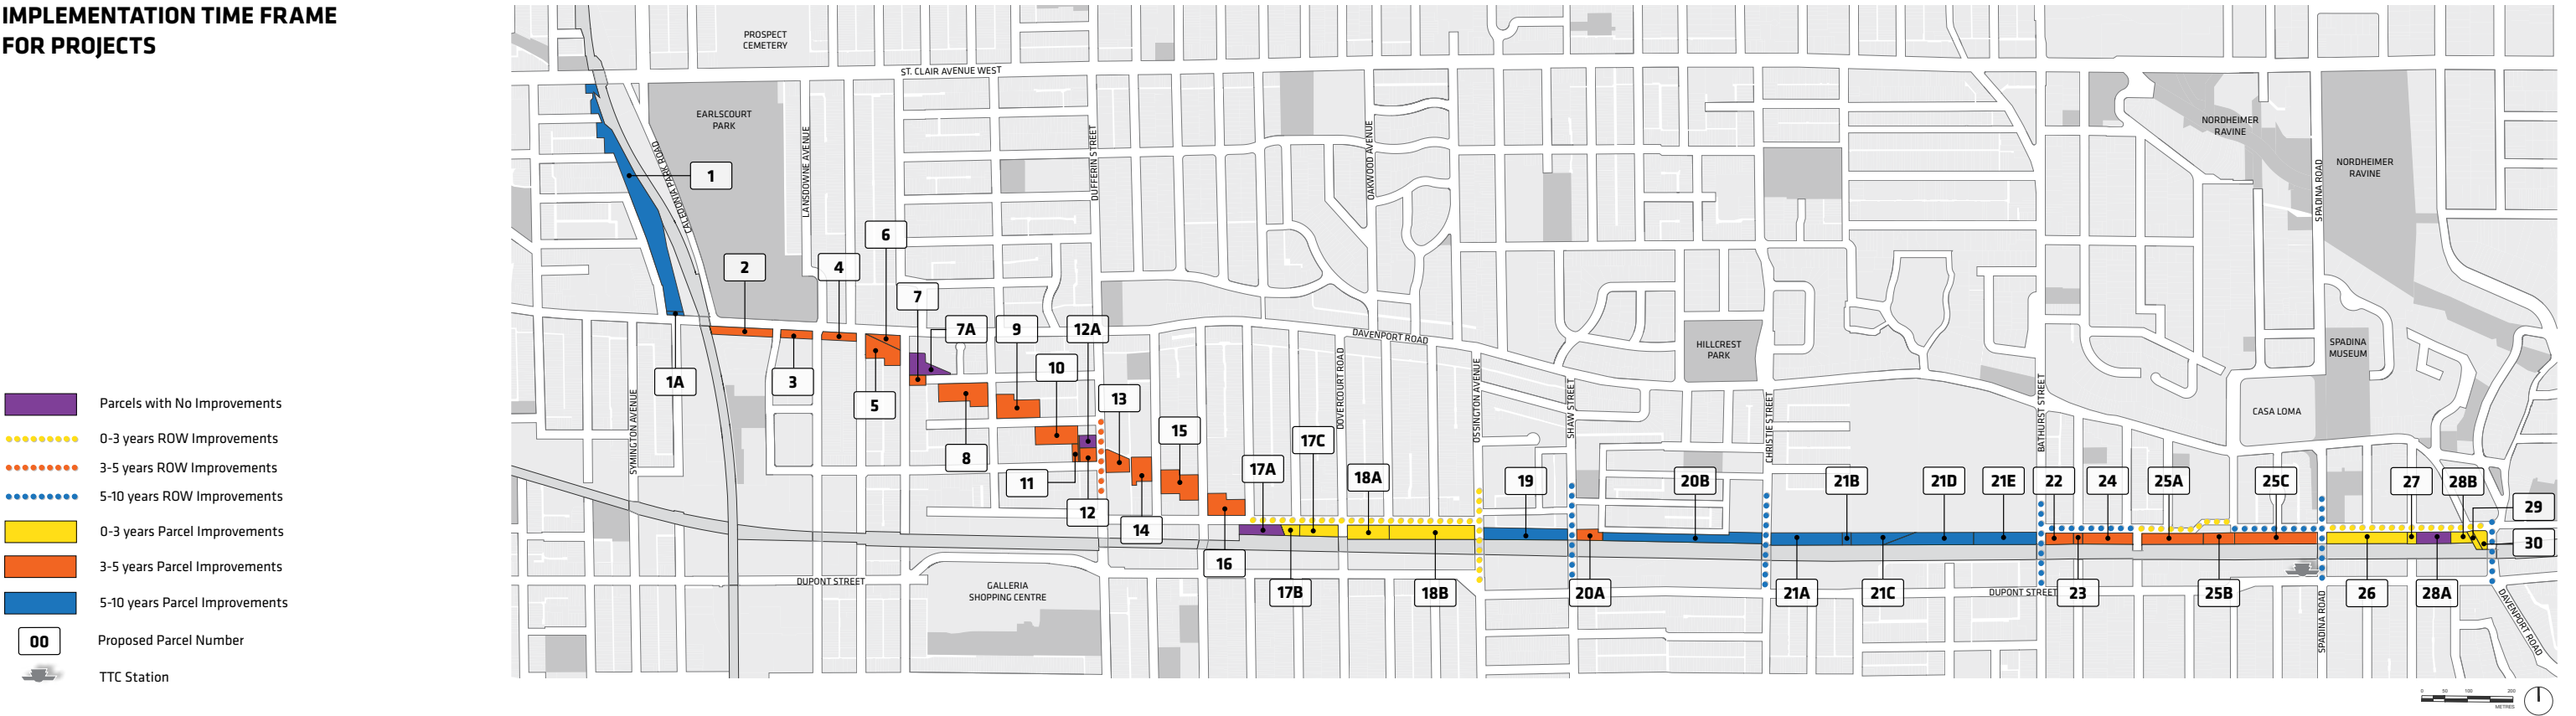 IMPLEMENTATION TIME FRAME
FOR PROJECTS
Parcels with No Improvements
0-3 years ROW Improvements
3-5 years ROW Improvements
5-10 years ROW Improvements
0-3 years Parcel Improvements
3-5 years Parcel Improvements
5-10 years Parcel Improvements
00 Proposed Parcel Number
TTC Station
PROSPECT
CEMETERY
ST. CLAIR AVENUE WEST
EARLSCOURT
PARK
CALEDONIA PARK ROAD
LANSDOWNE AVENUE
DUFFERIN STREET
OAKWOOD AVENUE
NORDHEIMER
RAVINE
NORDHEIMER
RAVINE
SPADINA ROAD
1
6
2
4
7
7A
9
12A
DAVENPORT ROAD
HILLCREST
PARK
SPADINA
MUSEUM
1A
3
5
10
13
SYMINGTON AVENUE
DOVERCOURT ROAD
OSSINGTON AVENUE
SHAW STREET
CHRISTIE STREET
BATHURST STREET
CASA LOMA
15
17C
8
11
17A
18A
19
20B
21B
21D
21E
22
24
25A
25C
27
28B
29
12
14
16
30
DUPONT STREET
GALLERIA
SHOPPING CENTRE
17B
18B
20A
21A
21C
DUPONT STREET
23
25B
SPADINA ROAD
26
28A
DAVENPORT ROAD
0 50 100 200
METRES